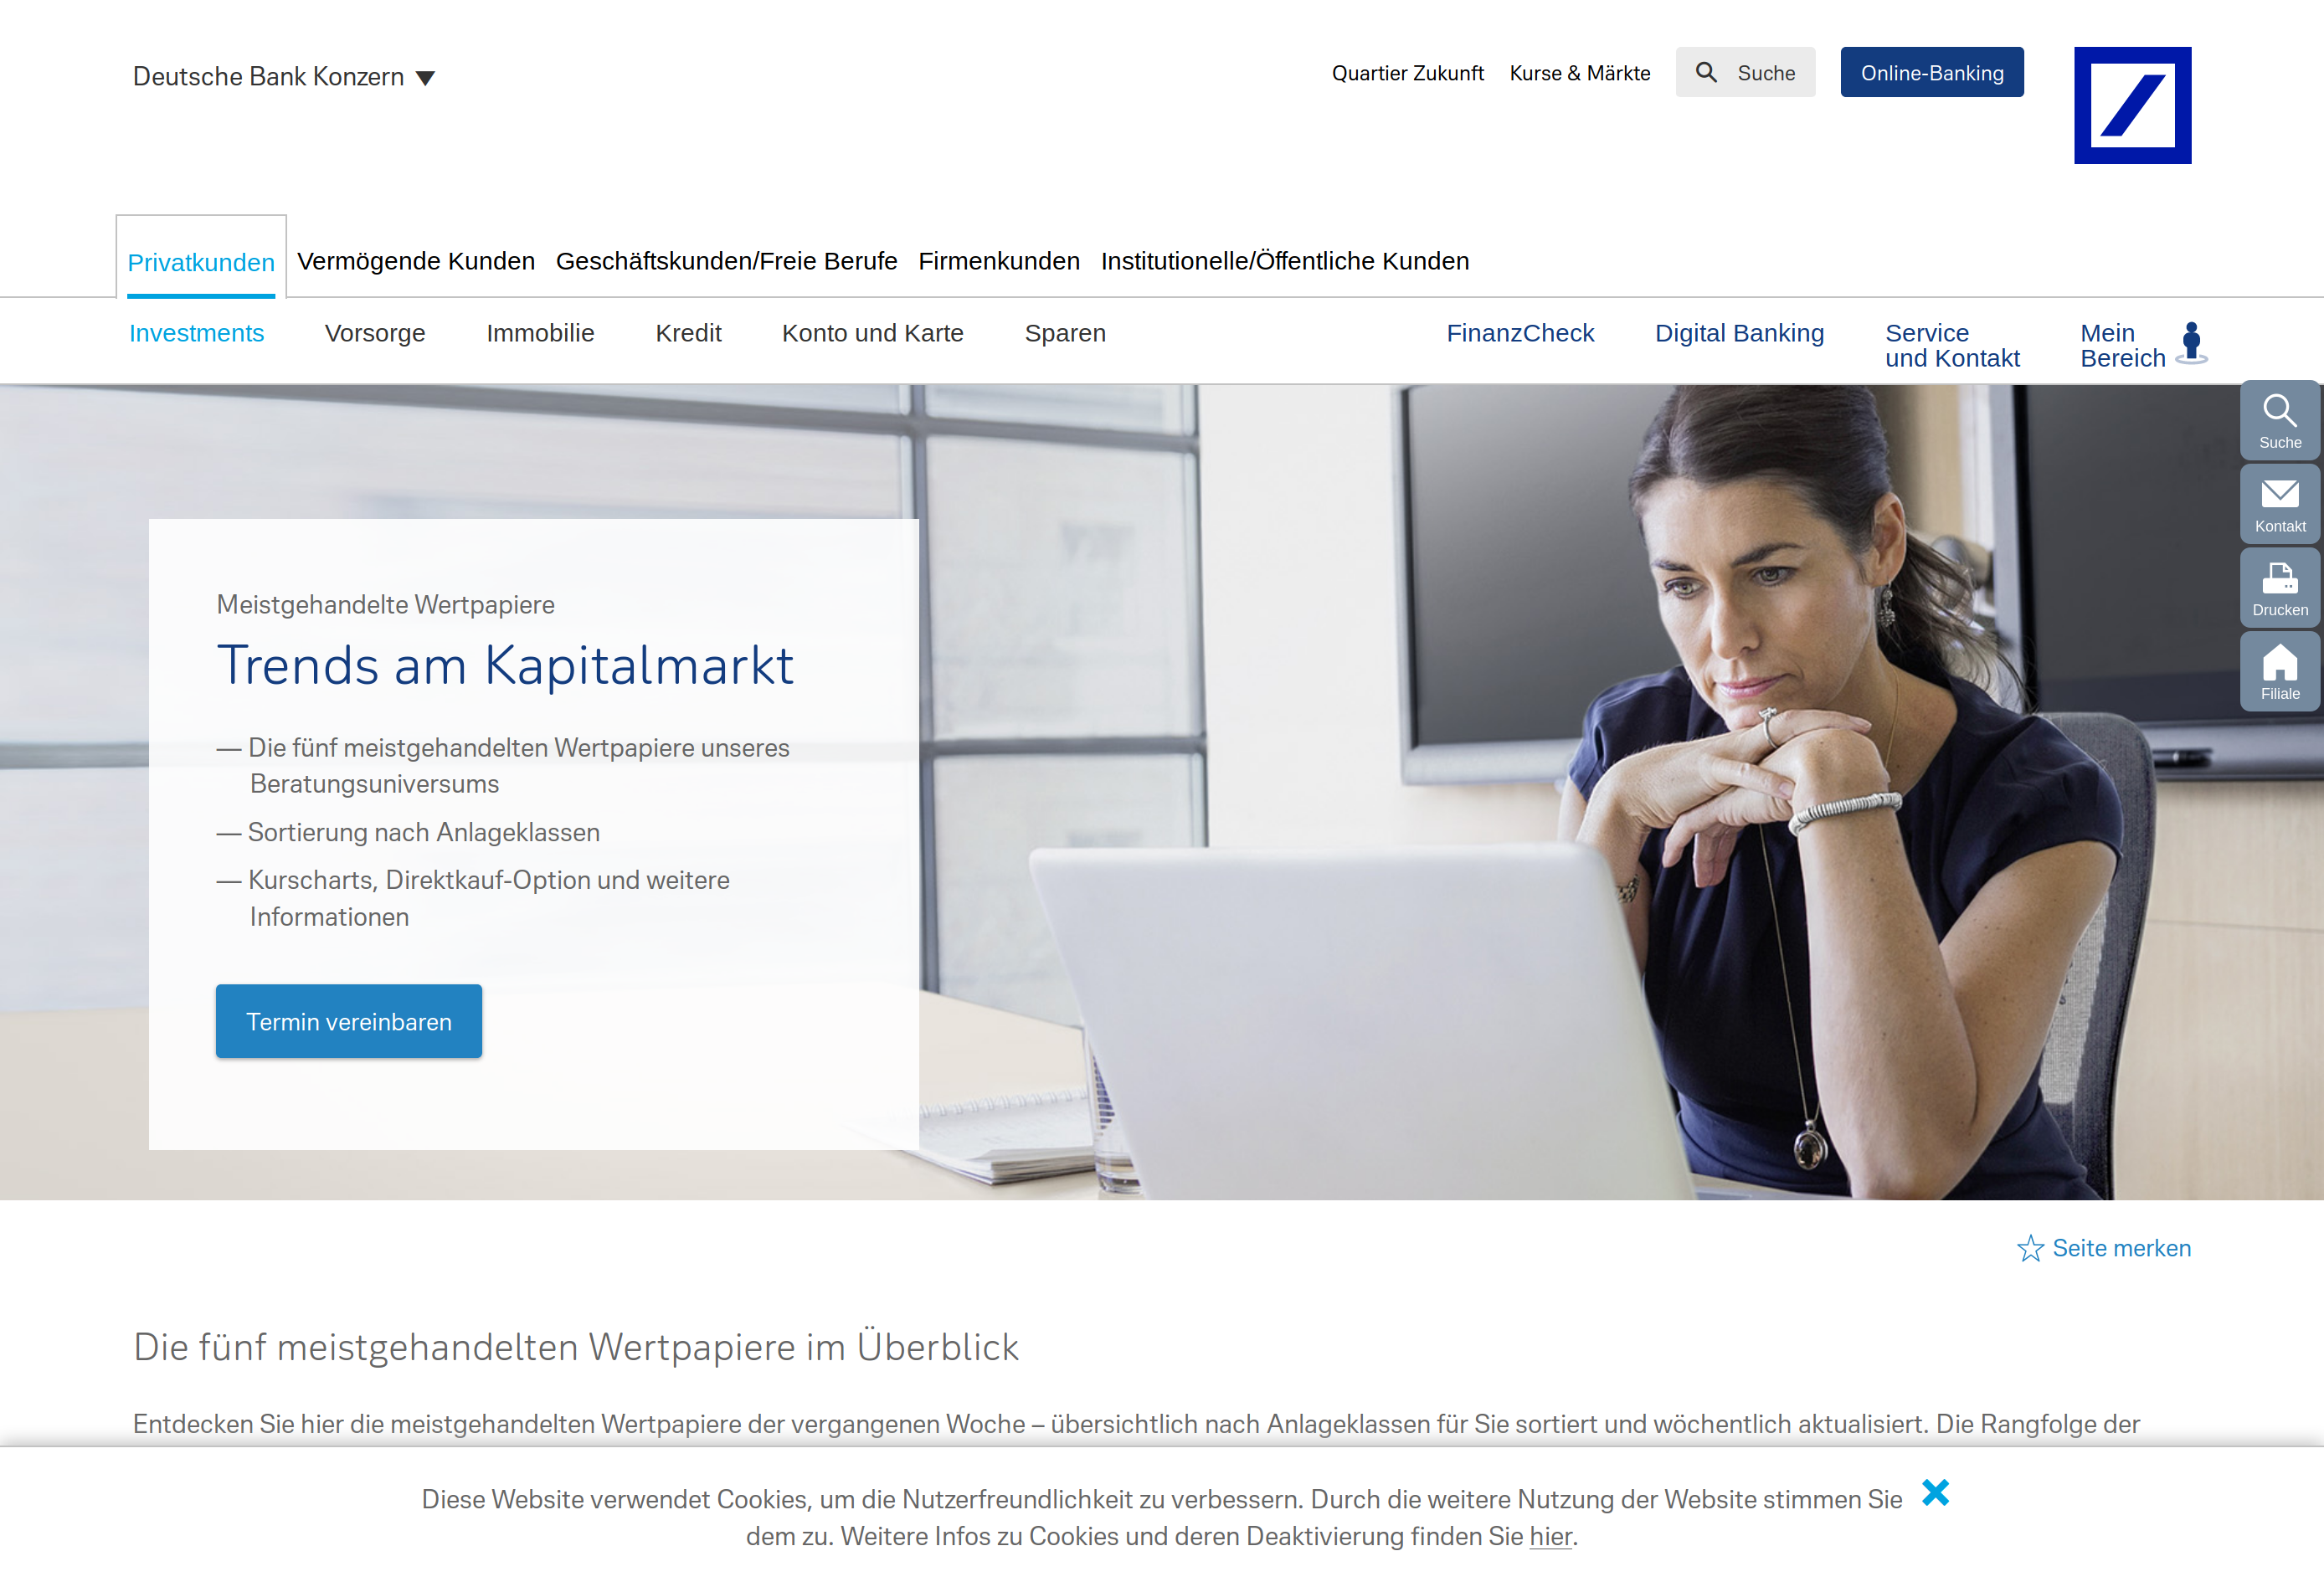 Deutsche Bank Konzern
Quartier Zukunft
Kurse & Märkte
Suche
Online-Banking
Privatkunden
Vermögende Kunden
Geschäftskunden/Freie Berufe
Firmenkunden
Institutionelle/Öffentliche Kunden
Investments
Vorsorge
Immobilie
Kredit
Konto und Karte
Sparen
FinanzCheck
Digital Banking
Service
und Kontakt
Mein
Bereich
Suche
Kontakt
Drucken
Filiale
Meistgehandelte Wertpapiere
Trends am Kapitalmarkt
— Die fünf meistgehandelten Wertpapiere unseres
Beratungsuniversums
— Sortierung nach Anlageklassen
— Kurscharts, Direktkauf-Option und weitere
Informationen
Termin vereinbaren
Seite merken
Die fünf meistgehandelten Wertpapiere im Überblick
Entdecken Sie hier die meistgehandelten Wertpapiere der vergangenen Woche – übersichtlich nach Anlageklassen für Sie sortiert und wöchentlich aktualisiert. Die Rangfolge der
Diese Website verwendet Cookies, um die Nutzerfreundlichkeit zu verbessern. Durch die weitere Nutzung der Website stimmen Sie
dem zu. Weitere Infos zu Cookies und deren Deaktivierung finden Sie hier.